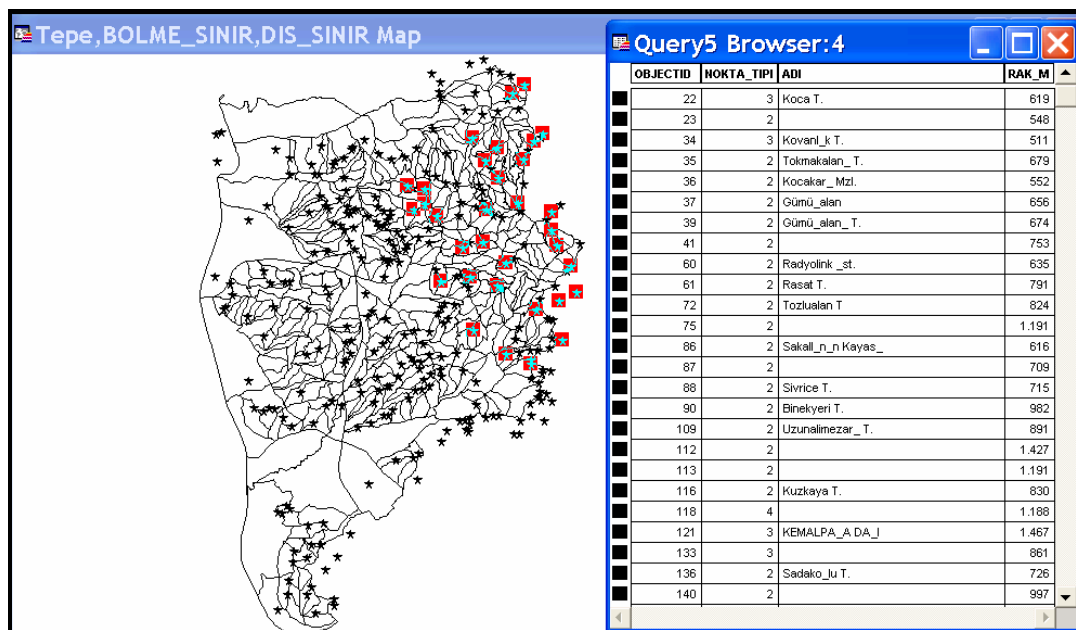 Tepe,BOLME_SINIR,DIS_SINIR Map
Query5 Browser:4
OBJECTID NOKTA_TIPI ADI RAK_M
22 3 Koca T. 619
23 2 548
34 3 Kovanl_k T. 511
35 2 Tokmakalan_ T. 679
36 2 Kocakar_ Mzl. 552
37 2 Gümü_alan 656
39 2 Gümü_alan_ T. 674
41 2 753
60 2 Radyolink _st. 635
61 2 Rasat T. 791
72 2 Tozlualan T 824
75 2 1.191
86 2 Sakall_n_n Kayas_ 616
87 2 709
88 2 Sivrice T. 715
90 2 Binekyeri T. 982
109 2 Uzunalimezar_ T. 891
112 2 1.427
113 2 1.191
116 2 Kuzkaya T. 830
118 4 1.188
121 3 KEMALPA_A DA_I 1.467
133 3 861
136 2 Sadako_lu T. 726
140 2 997